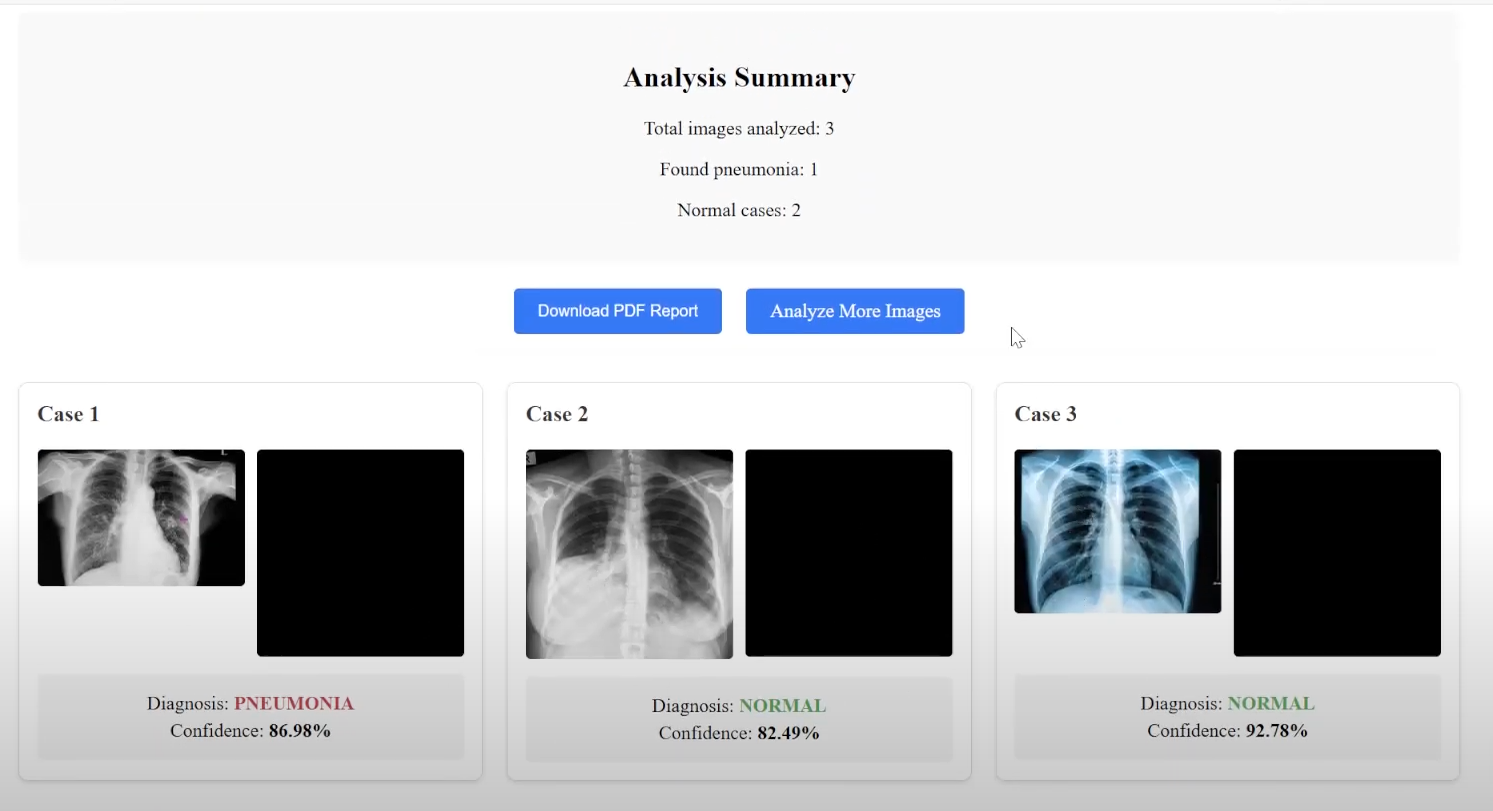 Analysis Summary
Total images analyzed: 3
Found pneumonia: 1
Normal cases: 2
Download PDF Report
Analyze More Images
Case 1
L
Diagnosis: PNEUMONIA
Confidence: 86.98%
Case 2
R
Diagnosis: NORMAL
Confidence: 82.49%
Case 3
Diagnosis: NORMAL
Confidence: 92.78%